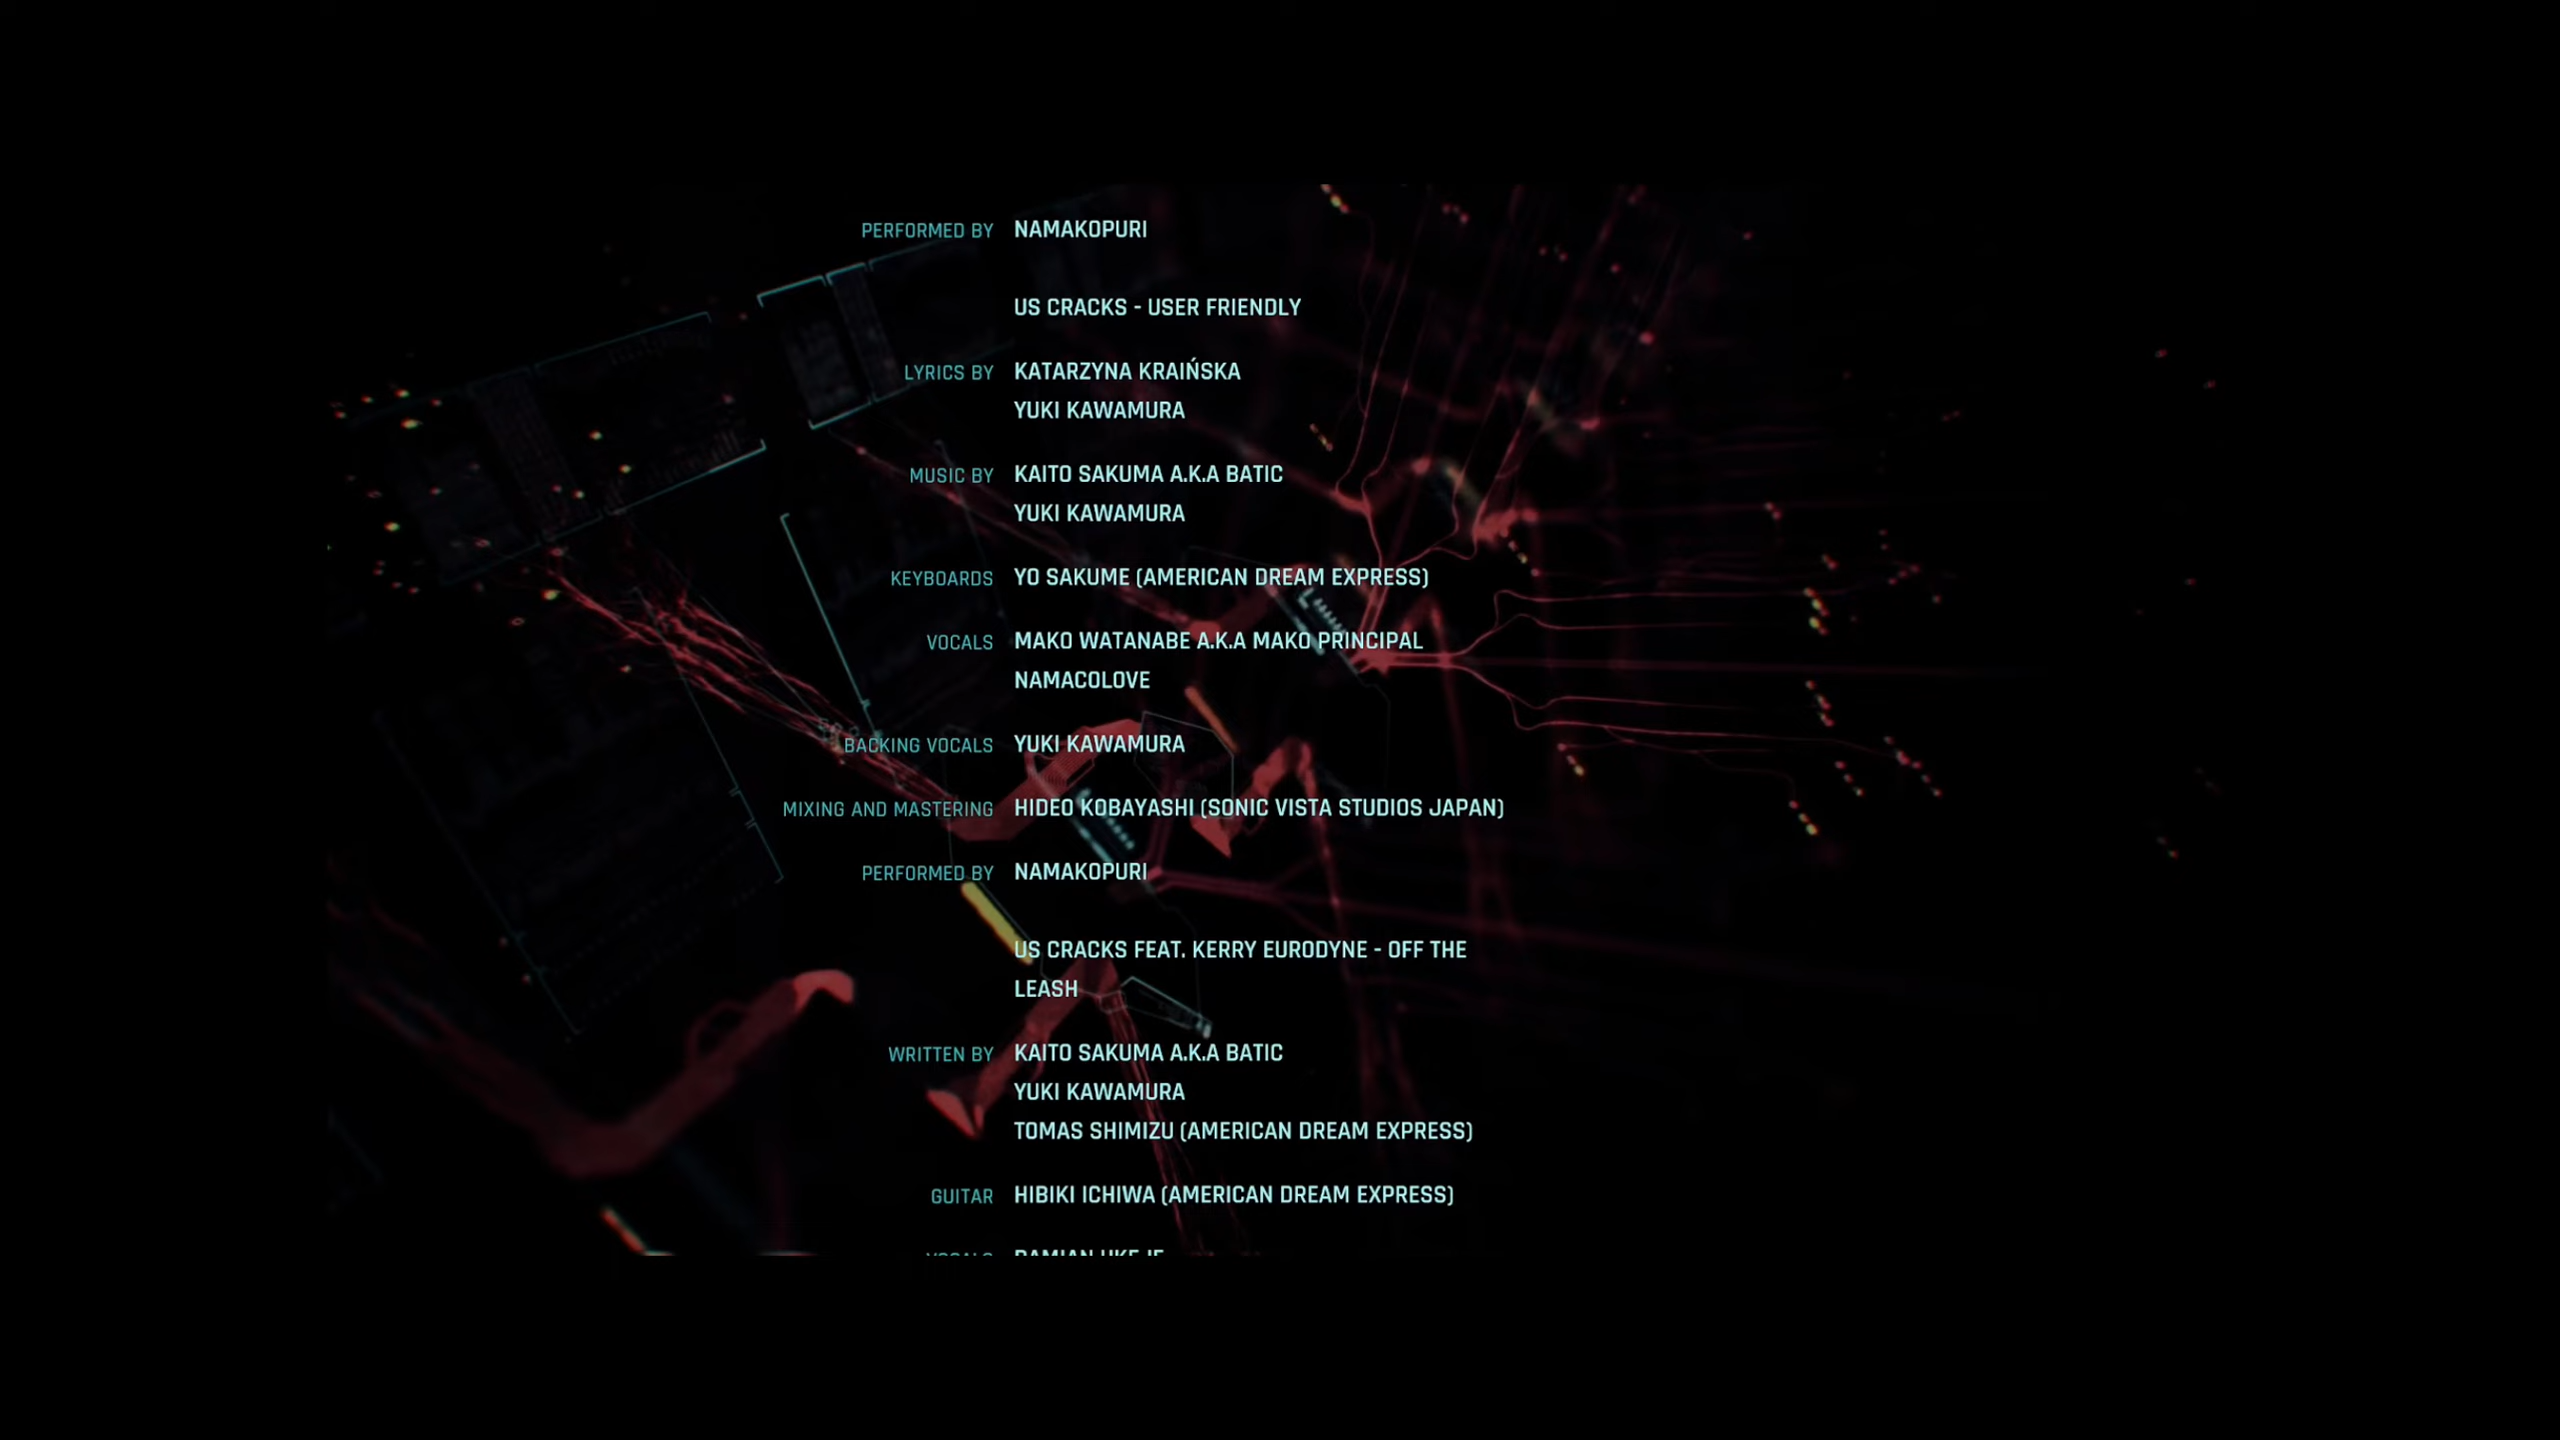 PERFORMED BY NAMAKOPURI
US CRACKS - USER FRIENDLY
LYRICS BY KATARZYNA KRAIŃSKA
YUKI KAWAMURA
MUSIC BY KAITO SAKUMA A.K.A BATIC
YUKI KAWAMURA
KEYBOARDS YO SAKUME (AMERICAN DREAM EXPRESS)
VOCALS MAKO WATANABE A.K.A MAKO PRINCIPAL
NAMACOLOVE
BACKING VOCALS YUKI KAWAMURA
MIXING AND MASTERING HIDEO KOBAYASHI (SONIC VISTA STUDIOS JAPAN)
PERFORMED BY NAMAKOPURI
US CRACKS FEAT. KERRY EURODYNE - OFF THE
LEASH
WRITTEN BY KAITO SAKUMA A.K.A BATIC
YUKI KAWAMURA
TOMAS SHIMIZU (AMERICAN DREAM EXPRESS)
GUITAR HIBIKI ICHIWA (AMERICAN DREAM EXPRESS)